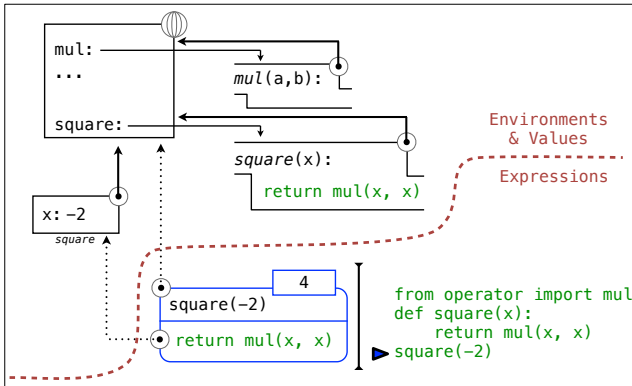 mul:
...
square:
mul(a,b):
square(x):
return mul(x, x)
Environments
& Values
Expressions
x: -2
square
4
square(-2)
return mul(x, x)
from operator import mul
def square(x):
    return mul(x, x)
square(-2)